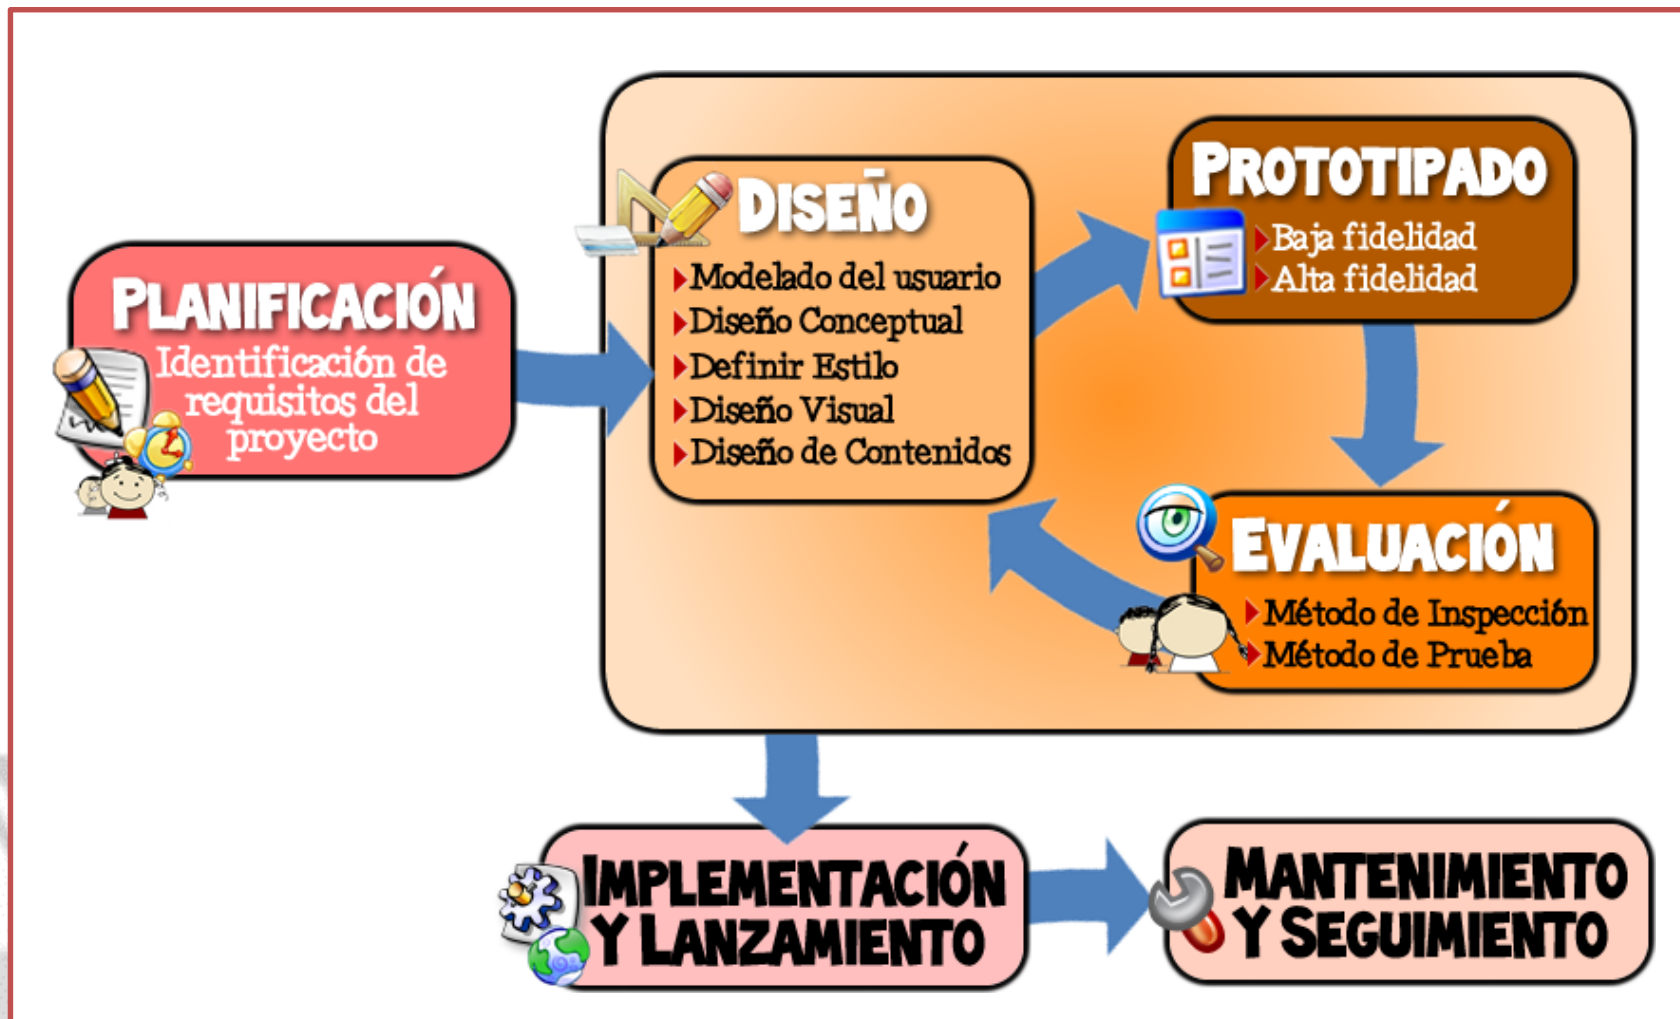 PLANIFICACIÓN
Identificación de
requisitos del
proyecto
DISEÑO
Modelado del usuario
Diseño Conceptual
Definir Estilo
Diseño Visual
Diseño de Contenidos
PROTOTIPADO
Baja fidelidad
Alta fidelidad
EVALUACIÓN
Método de Inspección
Método de Prueba
IMPLEMENTACIÓN
Y LANZAMIENTO
MANTENIMIENTO
Y SEGUIMIENTO